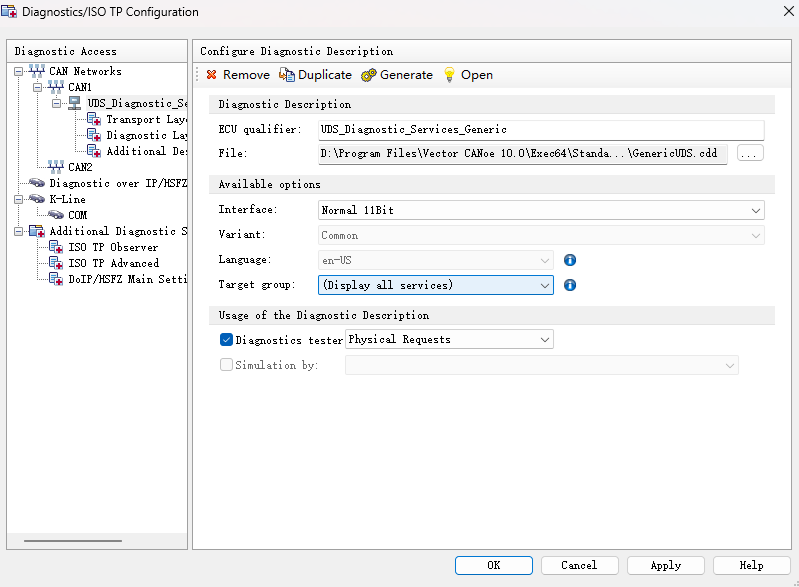 Diagnostics/ISO TP Configuration
Diagnostic Access
CAN Networks
CAN1
UDS_Diagnostic_Se
Transport Laye
Diagnostic Lay
Additional Des
CAN2
Diagnostic over IP/HSFZ
K-Line
COM
Additional Diagnostic S
ISO TP Observer
ISO TP Advanced
DoIP/HSFZ Main Setti
Configure Diagnostic Description
Remove Duplicate Generate Open
Diagnostic Description
ECU qualifier: UDS_Diagnostic_Services_Generic
File: D:\Program Files\Vector CANoe 10.0\Exec64\Standa...\GenericUDS.cdd ...
Available options
Interface: Normal 11Bit
Variant: Common
Language: en-US
Target group: (Display all services)
Usage of the Diagnostic Description
Diagnostics tester Physical Requests
Simulation by:
OK Cancel Apply Help